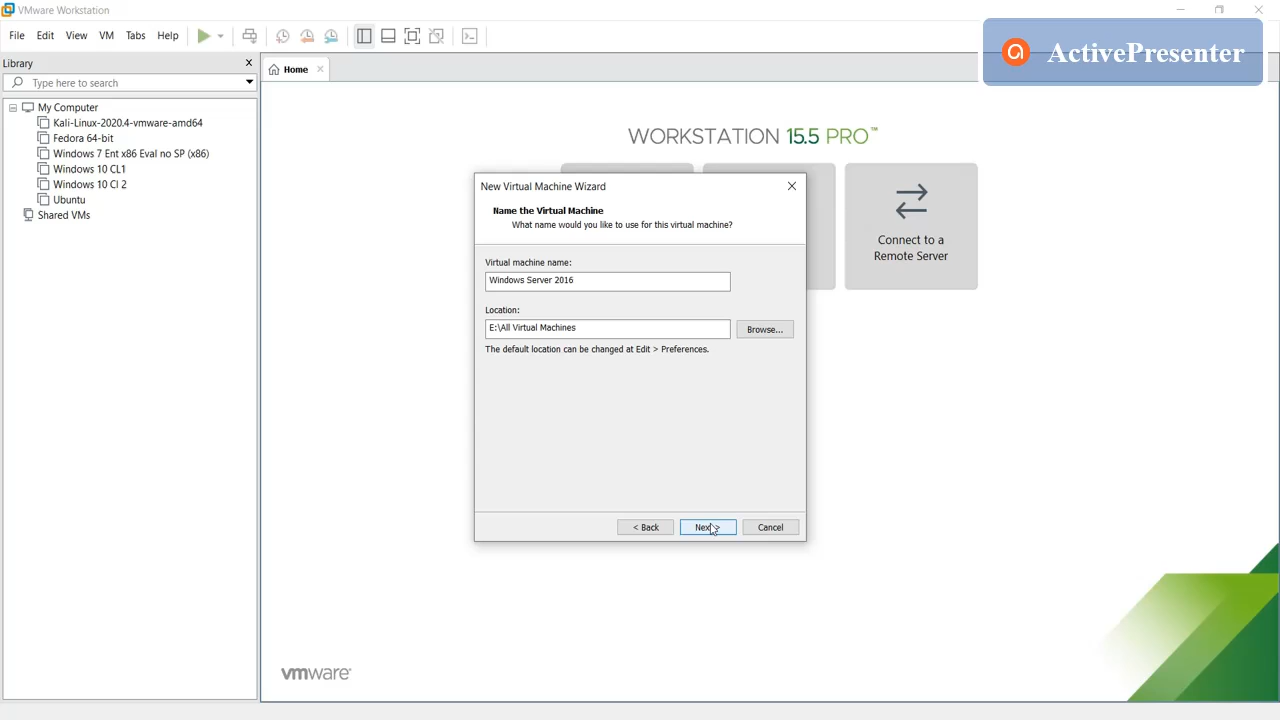 VMware Workstation
File Edit View VM Tabs Help
ActivePresenter
Library
Type here to search
Home
My Computer
Kali-Linux-2020.4-vmware-amd64
Fedora 64-bit
Windows 7 Ent x86 Eval no SP (x86)
Windows 10 CL1
Windows 10 Cl 2
Ubuntu
Shared VMs
WORKSTATION 15.5 PRO™
Connect to a
Remote Server
New Virtual Machine Wizard
Name the Virtual Machine
What name would you like to use for this virtual machine?
Virtual machine name:
Windows Server 2016
Location:
E:\All Virtual Machines
Browse...
The default location can be changed at Edit > Preferences.
< Back Next > Cancel
vmware®